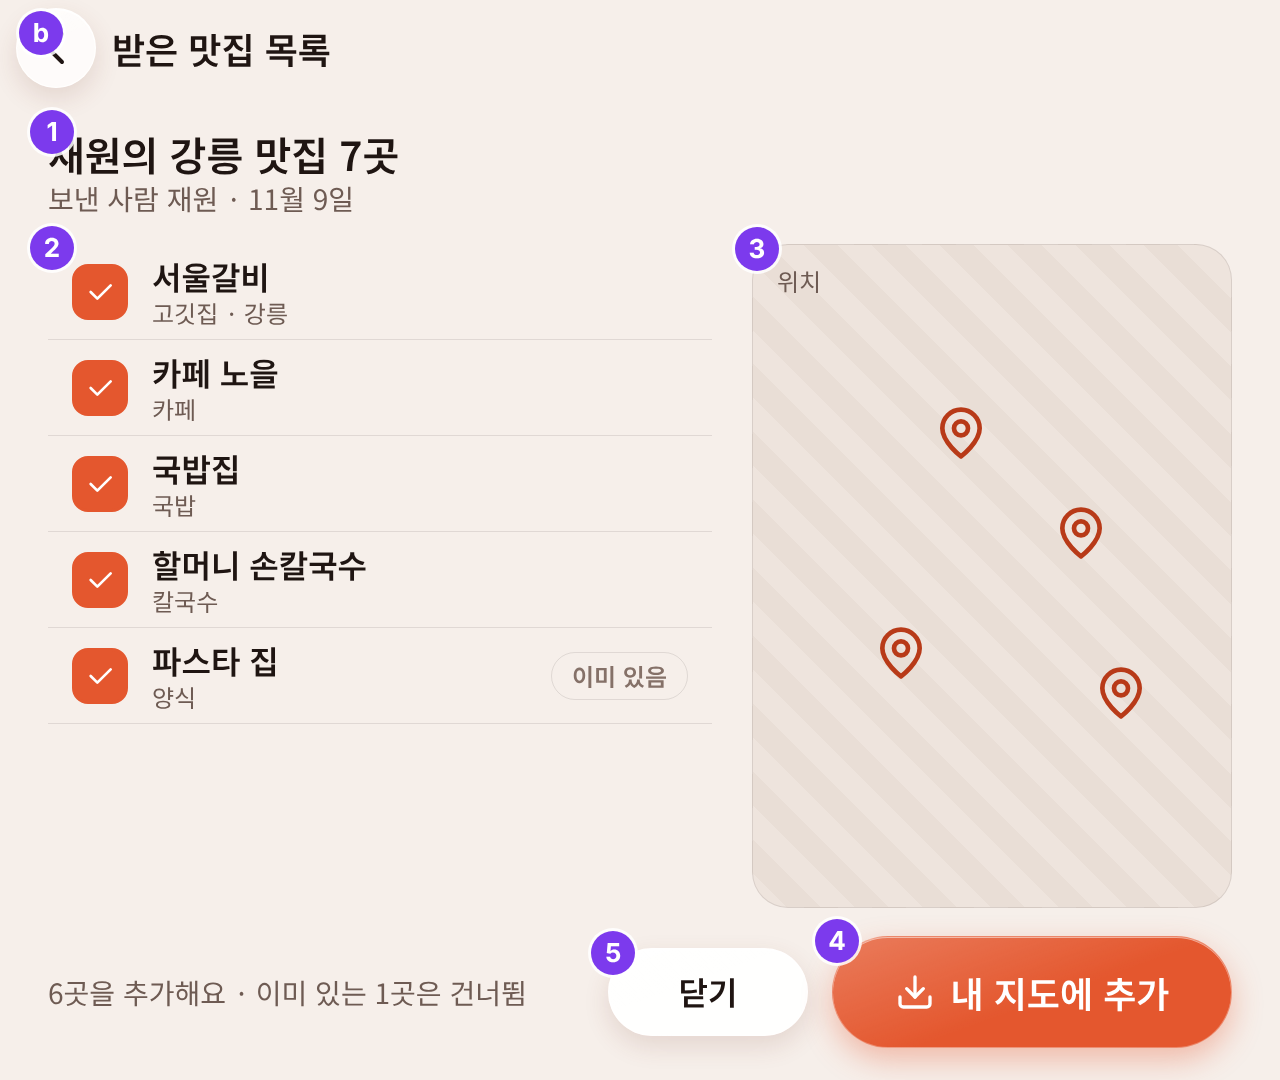 b
받은 맛집 목록
1
재원의 강릉 맛집 7곳
보낸 사람 재원 · 11월 9일
2
서울갈비
고깃집 · 강릉
카페 노을
카페
국밥집
국밥
할머니 손칼국수
칼국수
파스타 집
양식
이미 있음
3
위치
6곳을 추가해요 · 이미 있는 1곳은 건너뜀
5
닫기
4
내 지도에 추가